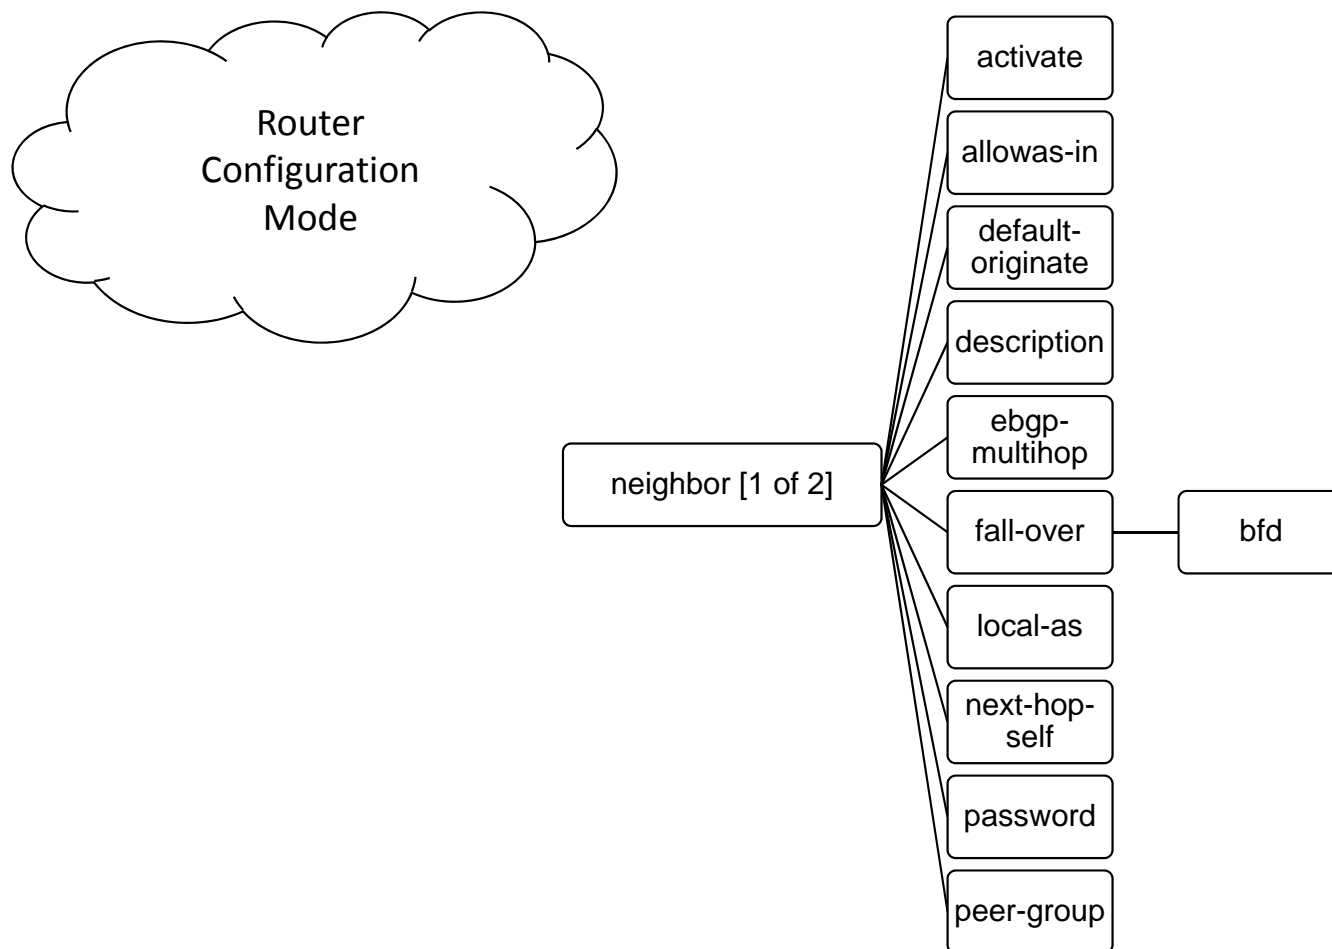 Router
Configuration
Mode
neighbor [1 of 2]
activate
allowas-in
default-
originate
description
ebgp-
multihop
fall-over
bfd
local-as
next-hop-
self
password
peer-group